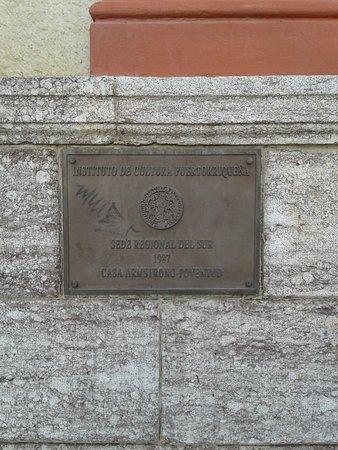 INSTITUTO DE CULTURA PUERTORRIQUEÑA
SEDE REGIONAL DEL SUR
1987
CASA ARMSTRONG-POVENTUD